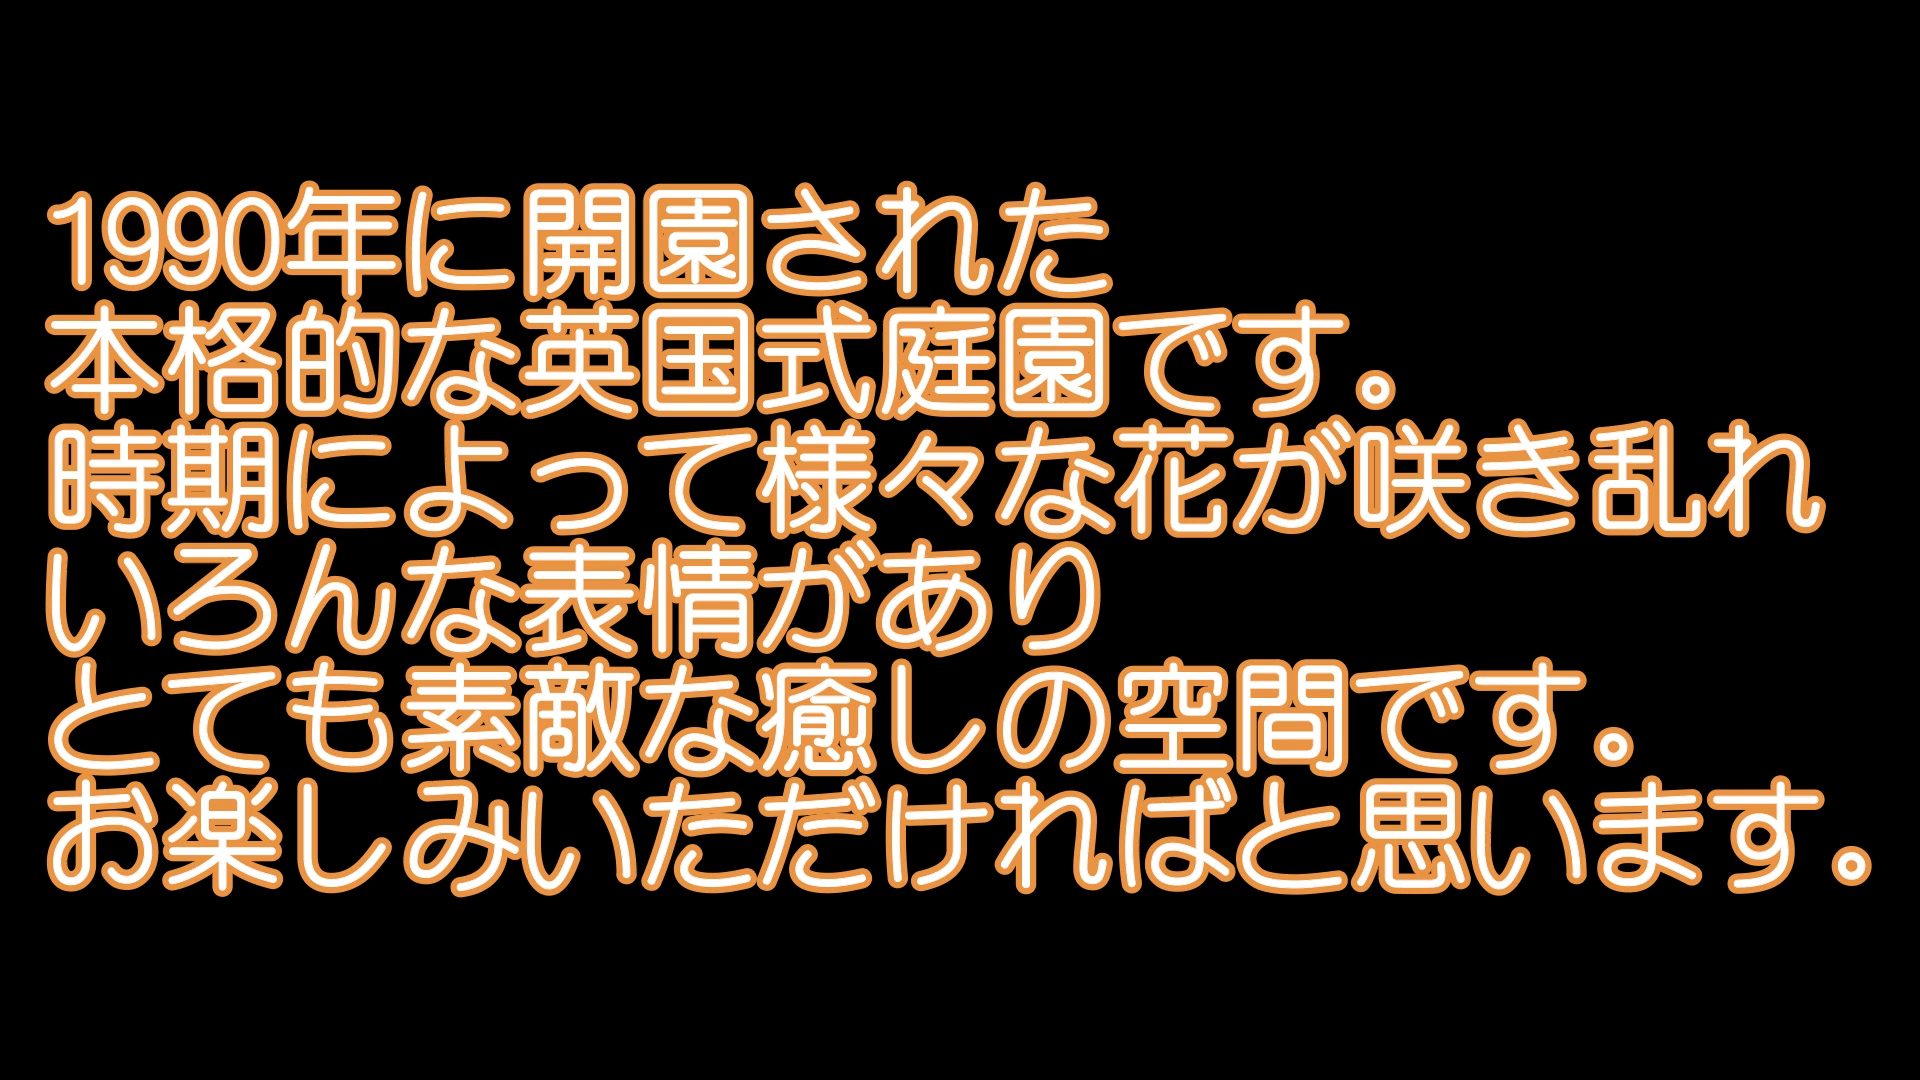 1990年に開園された
本格的な英国式庭園です。
時期によって様々な花が咲き乱れ
いろんな表情があり
とても素敵な癒しの空間です。
お楽しみいただければと思います。